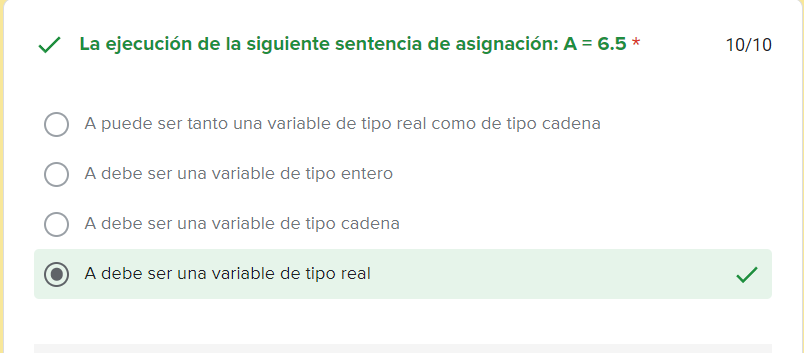 La ejecución de la siguiente sentencia de asignación: A = 6.5 * 10/10
A puede ser tanto una variable de tipo real como de tipo cadena
A debe ser una variable de tipo entero
A debe ser una variable de tipo cadena
A debe ser una variable de tipo real